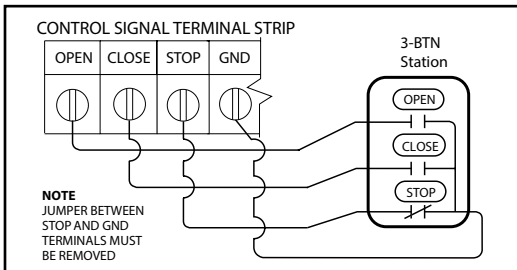 CONTROL SIGNAL TERMINAL STRIP
OPEN CLOSE STOP GND
3-BTN
Station
OPEN
CLOSE
STOP
NOTE
JUMPER BETWEEN
STOP AND GND
TERMINALS MUST
BE REMOVED